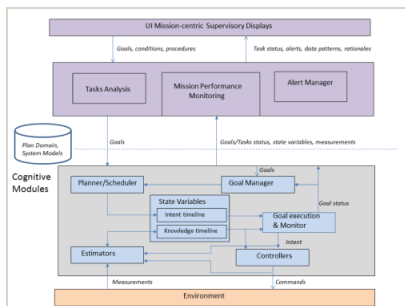 UI Mission-centric Supervisory Displays
Goals, conditions, procedures
Task status, alerts, data patterns, rationales
Tasks Analysis
Mission Performance
Monitoring
Alert Manager
Plan Domain,
System Models
Goals
Goals/Tasks status, state variables, measurements
Cognitive
Modules
Planner/Scheduler
Goals
Goal Manager
Goal status
State Variables
Intent timeline
Knowledge timeline
Goal execution
& Monitor
Intent
Estimators
Controllers
Measurements
Commands
Environment